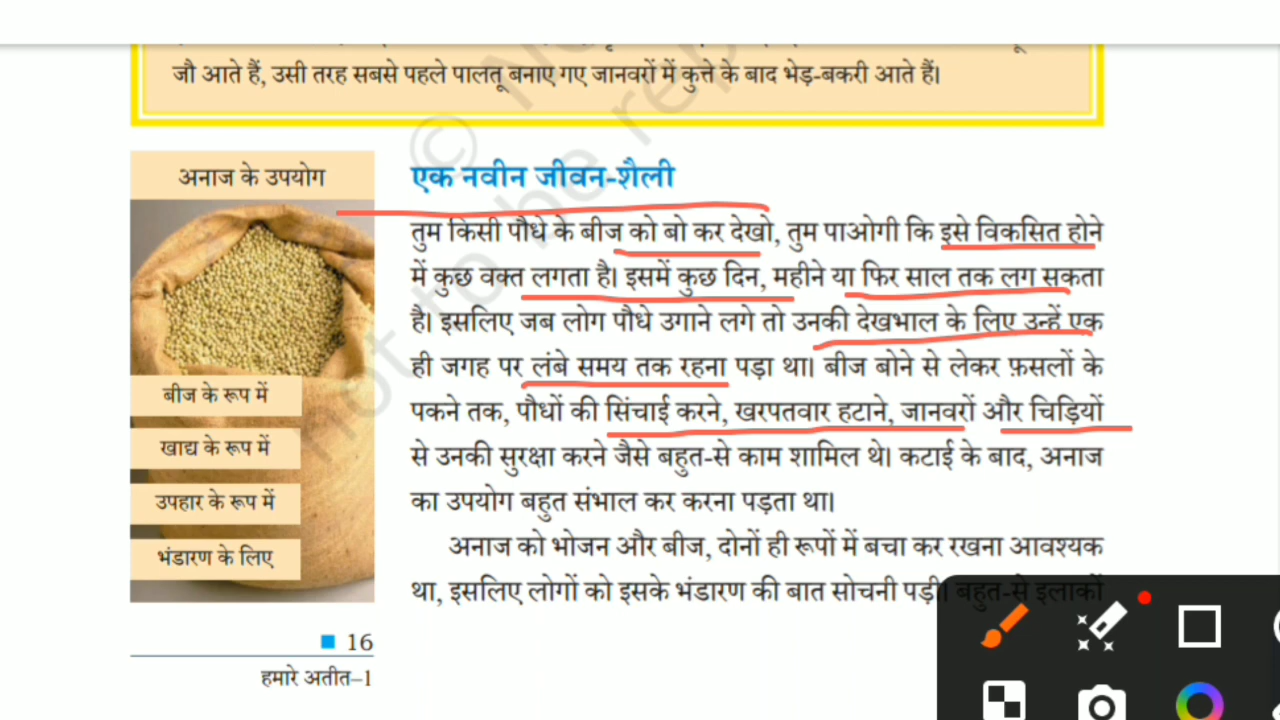 जौ आते हैं, उसी तरह सबसे पहले पालतू बनाए गए जानवरों में कुत्ते के बाद भेड़-बकरी आते हैं।
अनाज के उपयोग
बीज के रूप में
खाद्य के रूप में
उपहार के रूप में
भंडारण के लिए
एक नवीन जीवन-शैली
तुम किसी पौधे के बीज को बो कर देखो, तुम पाओगी कि इसे विकसित होने
में कुछ वक्त लगता है। इसमें कुछ दिन, महीने या फिर साल तक लग सकता
है। इसलिए जब लोग पौधे उगाने लगे तो उनकी देखभाल के लिए उन्हें एक
ही जगह पर लंबे समय तक रहना पड़ा था। बीज बोने से लेकर फ़सलों के
पकने तक, पौधों की सिंचाई करने, खरपतवार हटाने, जानवरों और चिड़ियों
से उनकी सुरक्षा करने जैसे बहुत-से काम शामिल थे। कटाई के बाद, अनाज
का उपयोग बहुत संभाल कर करना पड़ता था।
अनाज को भोजन और बीज, दोनों ही रूपों में बचा कर रखना आवश्यक
था, इसलिए लोगों को इसके भंडारण की बात सोचनी पड़ी। बहुत-से इलाकों
16
हमारे अतीत–1
© N
not to be rep